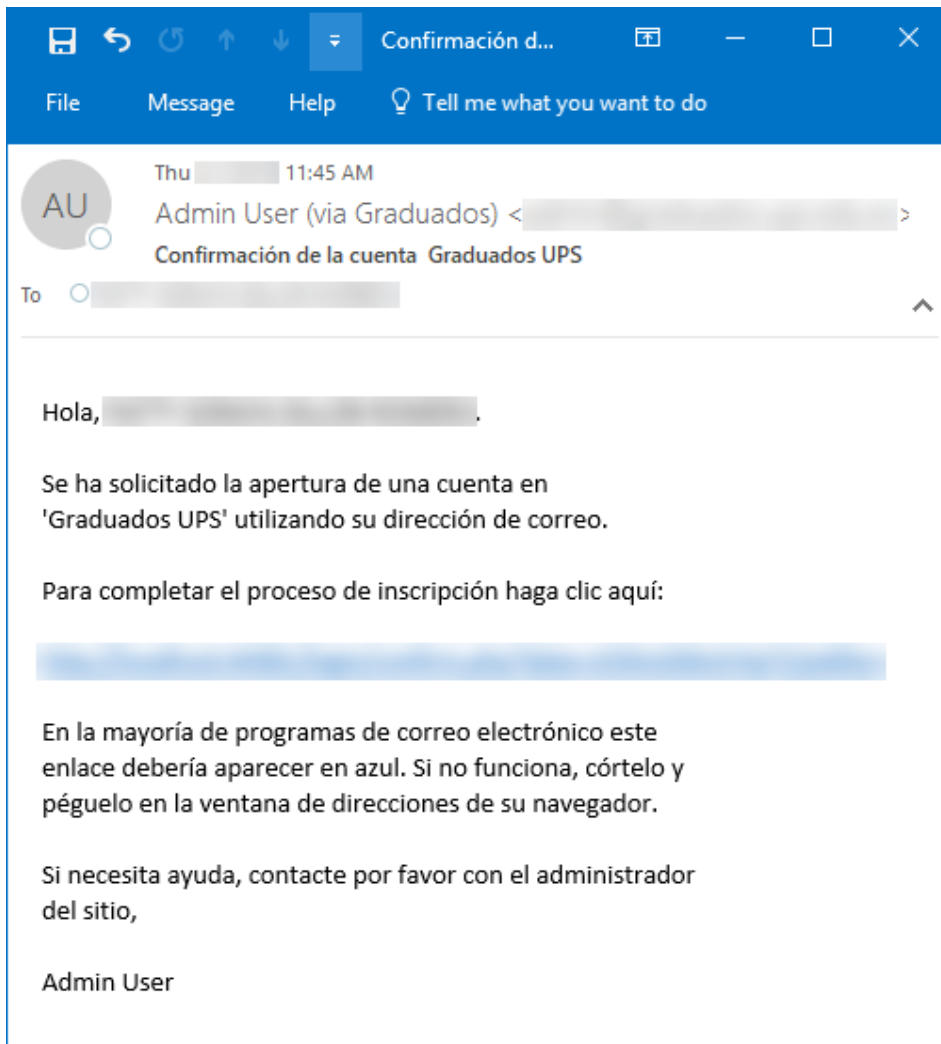 Confirmación d...
File Message Help Tell me what you want to do
Thu 11:45 AM
AU
Admin User (via Graduados) < >
Confirmación de la cuenta Graduados UPS
To
Hola, .
Se ha solicitado la apertura de una cuenta en
'Graduados UPS' utilizando su dirección de correo.
Para completar el proceso de inscripción haga clic aquí:
En la mayoría de programas de correo electrónico este
enlace debería aparecer en azul. Si no funciona, córtelo y
péguelo en la ventana de direcciones de su navegador.
Si necesita ayuda, contacte por favor con el administrador
del sitio,
Admin User